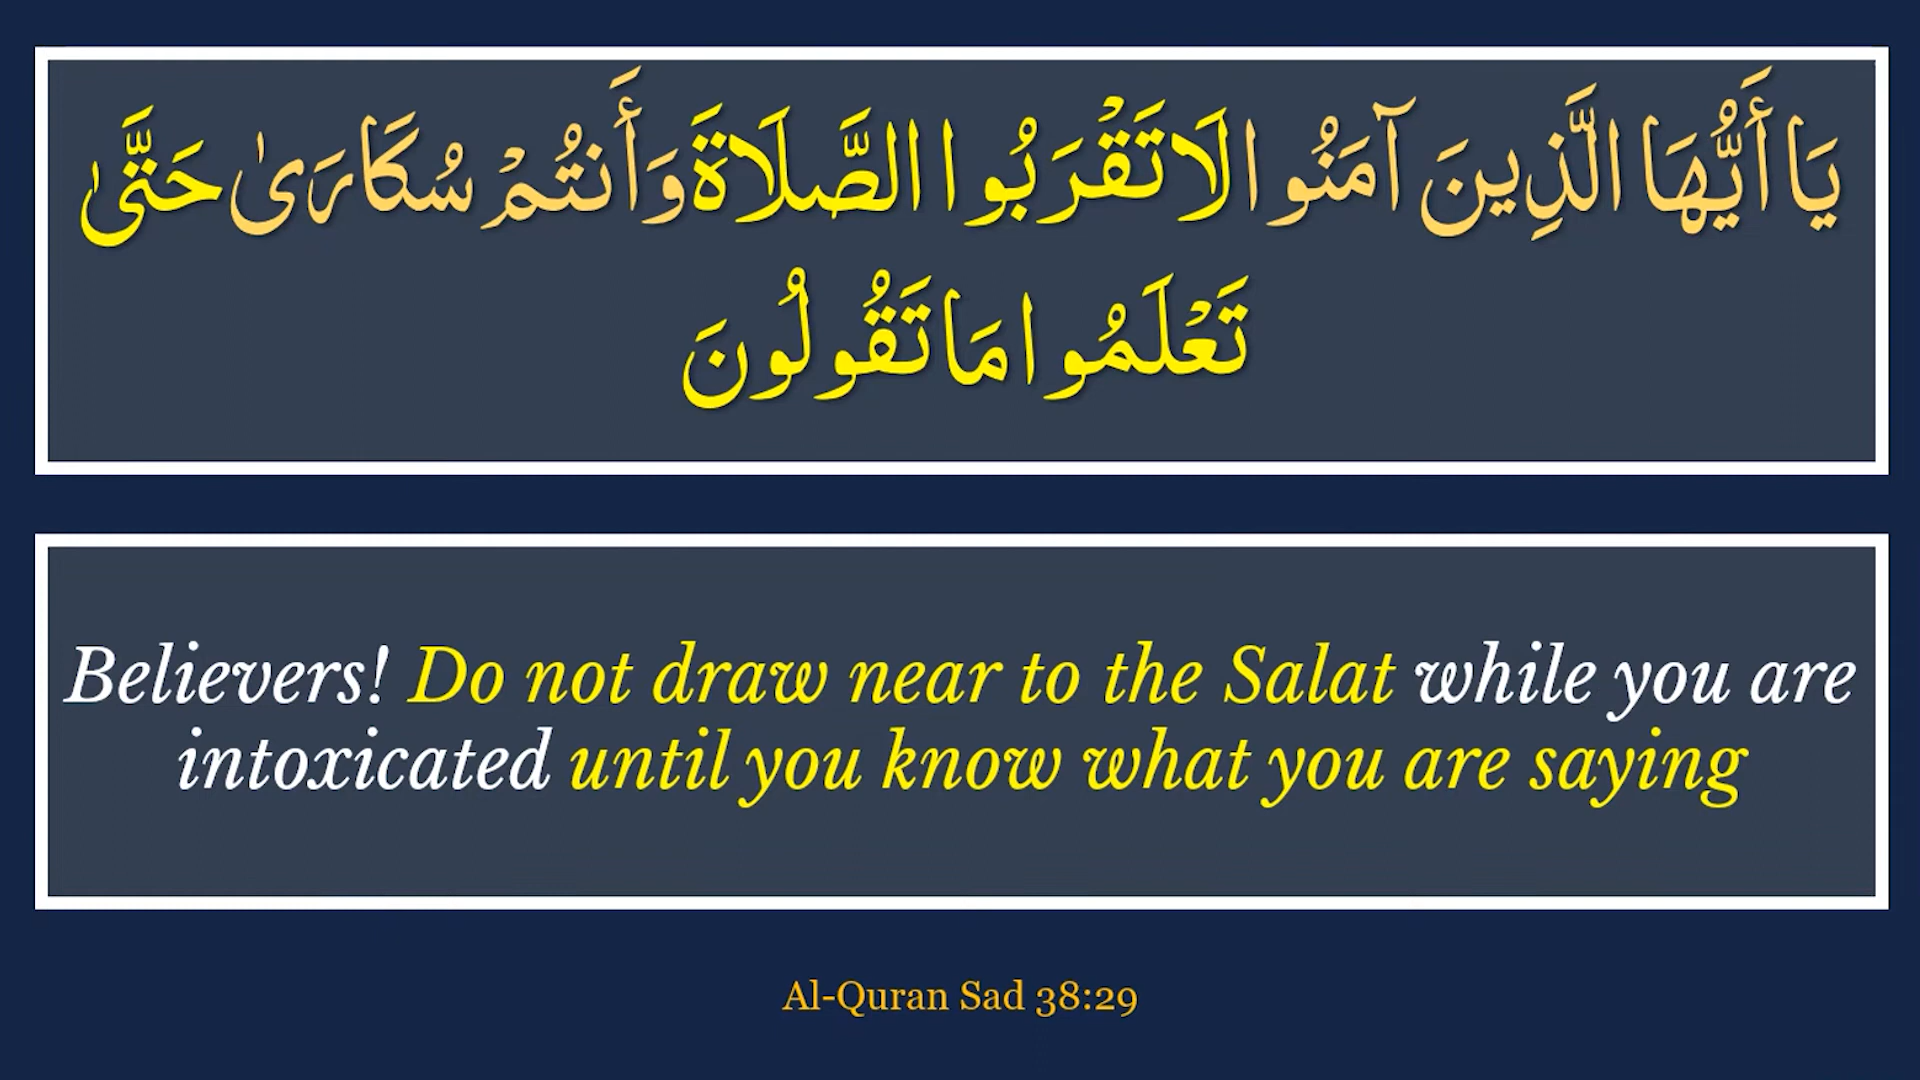 يَا أَيُّهَا الَّذِينَ آمَنُوا لَا تَقْرَبُوا الصَّلَاةَ وَأَنتُمْ سُكَارَىٰ حَتَّىٰ
تَعْلَمُوا مَا تَقُولُونَ
Believers! Do not draw near to the Salat while you are
intoxicated until you know what you are saying
Al-Quran Sad 38:29